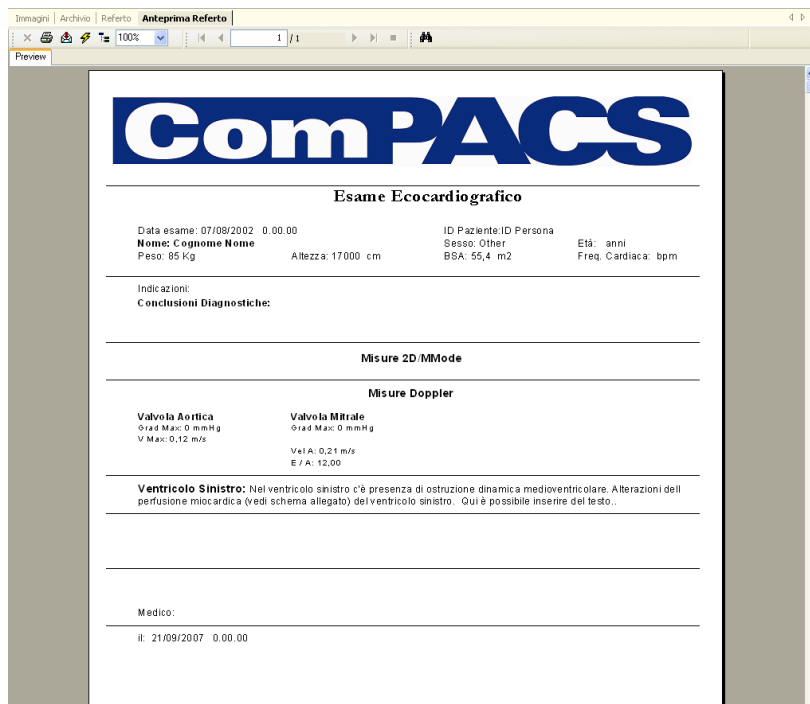 Immagini Archivio Referto Anteprima Referto
100% 1 /1
Preview
ComPACS
Esame Ecocardiografico
Data esame: 07/08/2002 0.00.00 ID Paziente:ID Persona
Nome: Cognome Nome Sesso: Other Età: anni
Peso: 85 Kg Altezza: 17000 cm BSA: 55,4 m2 Freq. Cardiaca: bpm
Indicazioni:
Conclusioni Diagnostiche:
Misure 2D/MMode
Misure Doppler
Valvola Aortica Valvola Mitrale
Grad Max: 0 mmHg Grad Max: 0 mmHg
V Max: 0,12 m/s
Vel A: 0,21 m/s
E / A: 12,00
Ventricolo Sinistro: Nel ventricolo sinistro c'è presenza di ostruzione dinamica medioventricolare. Alterazioni dell
perfusione miocardica (vedi schema allegato) del ventricolo sinistro. Qui è possibile inserire del testo..
Medico:
il: 21/09/2007 0.00.00